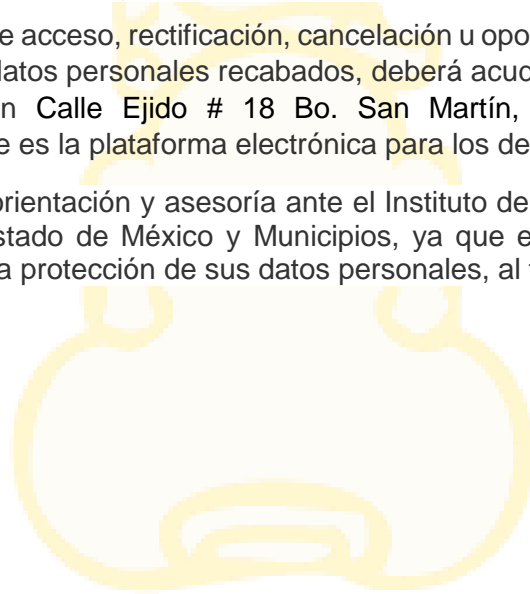 e acceso, rectificación, cancelación u opo
datos personales recabados, deberá acud
n Calle Ejido # 18 Bo. San Martín,
e es la plataforma electrónica para los de
orientación y asesoría ante el Instituto de
stado de México y Municipios, ya que e
a protección de sus datos personales, al